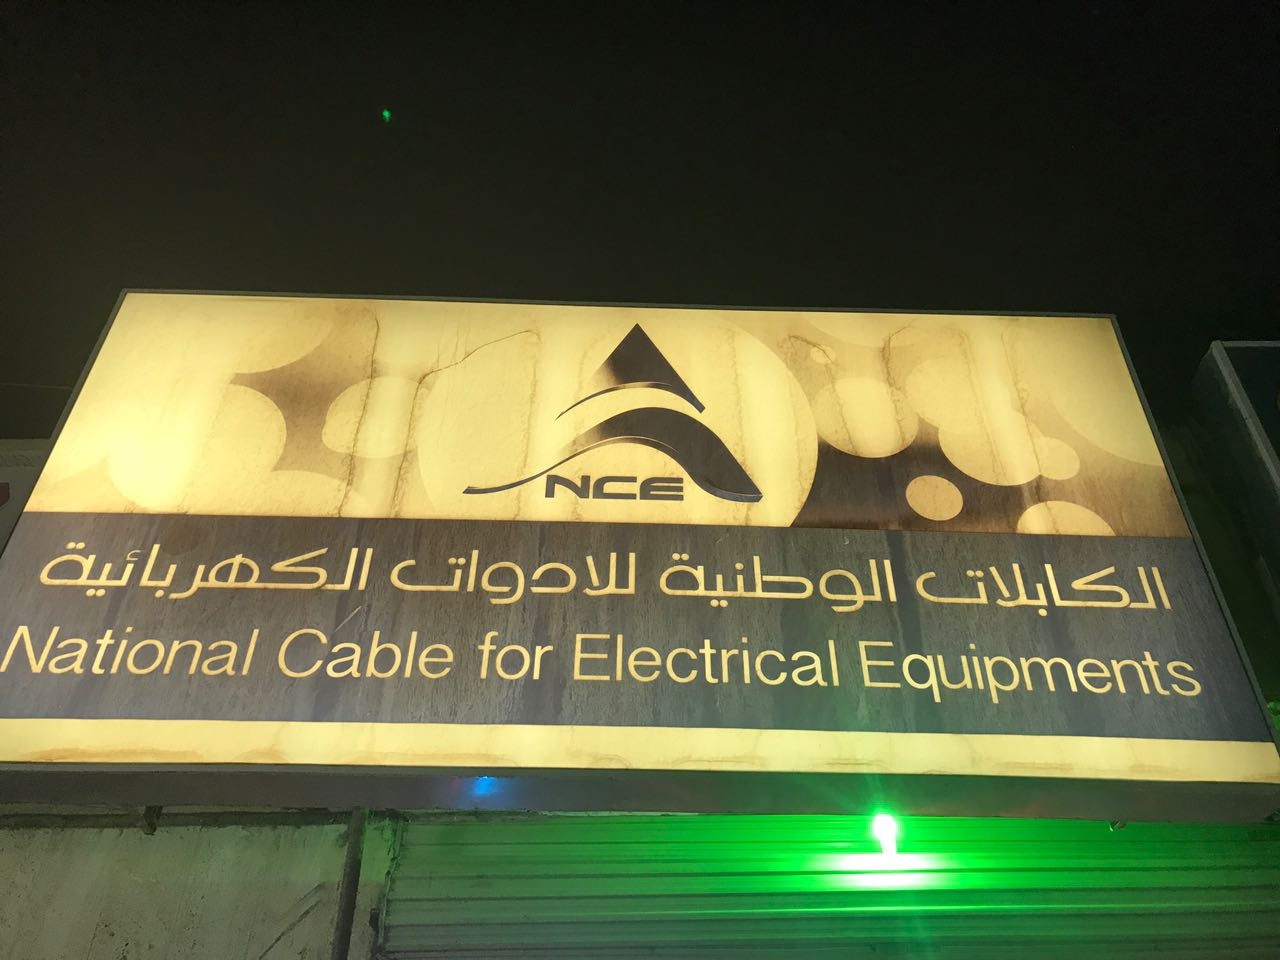 NCE
الكابلات الوطنية للادوات الكهربائية
National Cable for Electrical Equipments